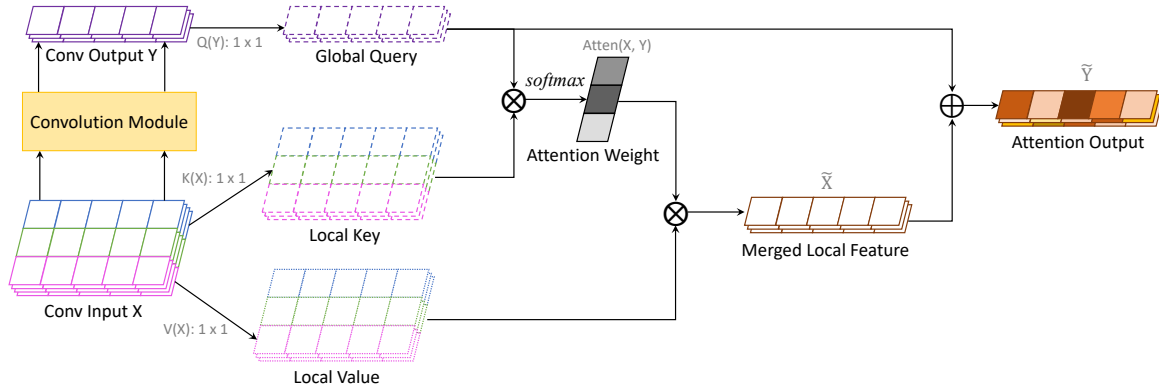 Conv Output Y
Q(Y): 1 x 1
Global Query
Atten(X, Y)
softmax
Ỹ
Convolution Module
Attention Weight
Attention Output
K(X): 1 x 1
X̃
Local Key
Merged Local Feature
Conv Input X
V(X): 1 x 1
Local Value